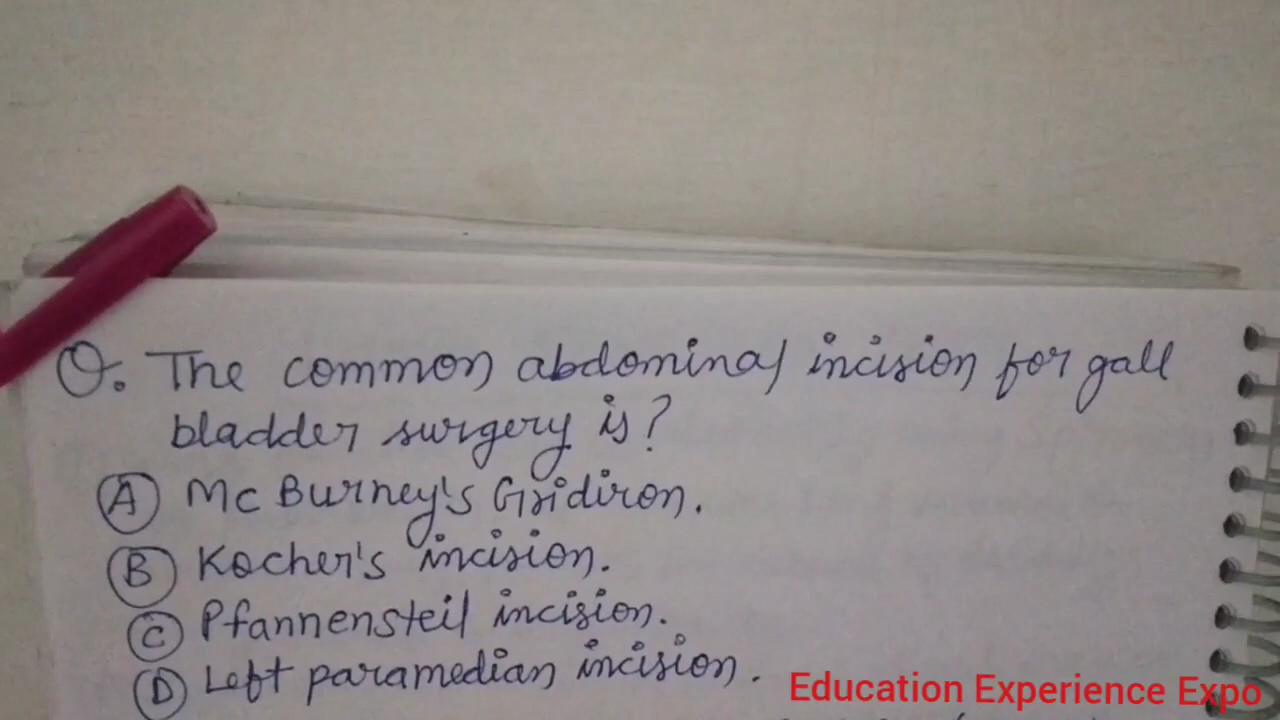 Q. The common abdominal incision for gall
bladder surgery is?
A Mc Burney's Gridiron.
B Kocher's incision.
C Pfannensteil incision.
D Left paramedian incision.
Education Experience Expo